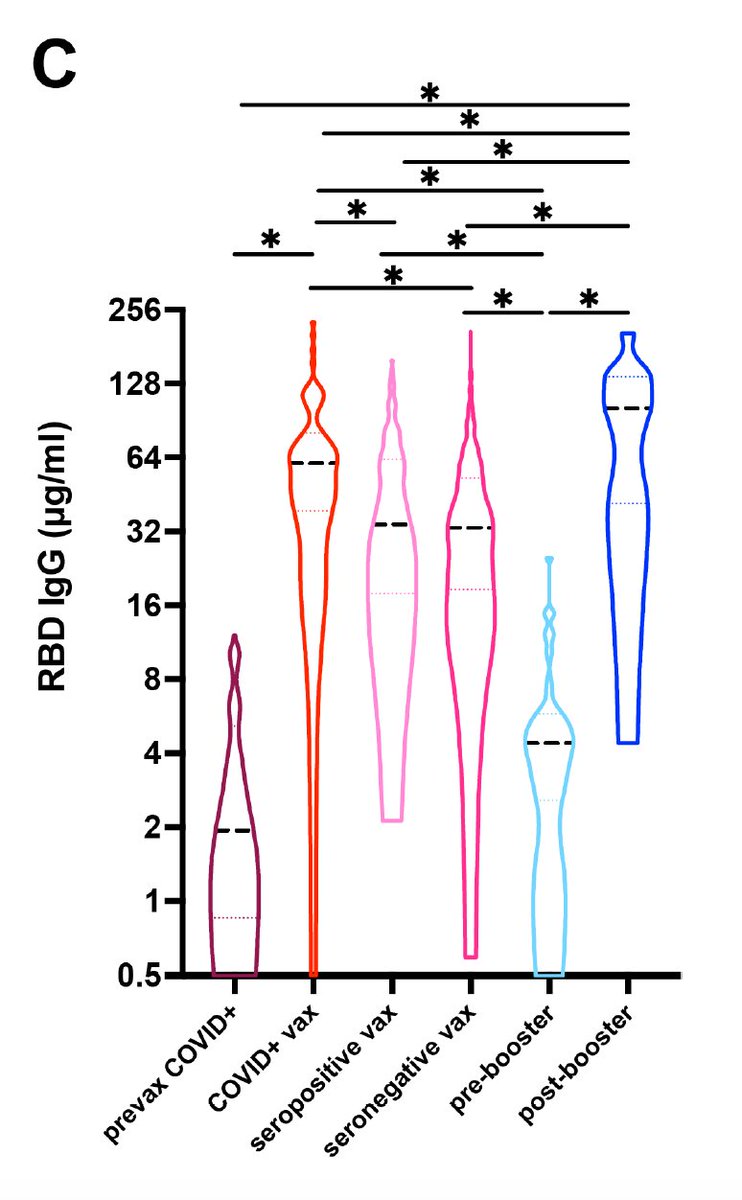 C
*
*
*
*
*
*
*
*
*
*
*
256
128
64
32
16
8
4
2
1
0.5
RBD IgG (µg/ml)
prevax COVID+
COVID+ vax
seropositive vax
seronegative vax
pre-booster
post-booster